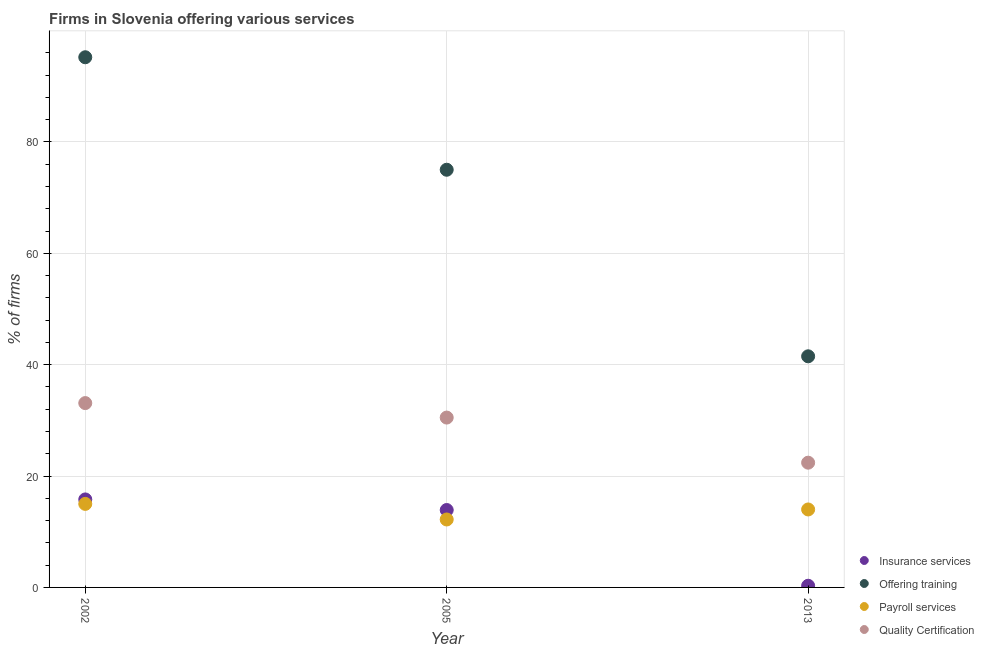 Firms in Slovenia offering various services
% of firms
80
60
40
20
0
2002
2005
2013
Year
Insurance services
Offering training
Payroll services
Quality Certification